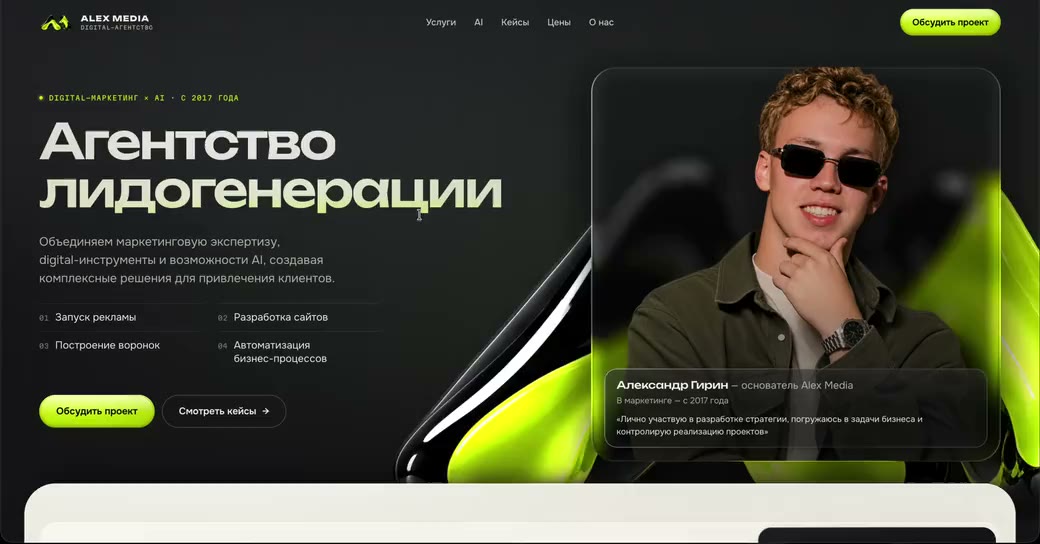 ALEX MEDIA
DIGITAL-АГЕНТСТВО
Услуги
AI
Кейсы
Цены
О нас
Обсудить проект
DIGITAL-МАРКЕТИНГ × AI · С 2017 ГОДА
Агентство
лидогенерации
Объединяем маркетинговую экспертизу,
digital-инструменты и возможности AI, создавая
комплексные решения для привлечения клиентов.
01 Запуск рекламы
02 Разработка сайтов
03 Построение воронок
04 Автоматизация
бизнес-процессов
Обсудить проект
Смотреть кейсы →
Александр Гирин — основатель Alex Media
В маркетинге — с 2017 года
«Лично участвую в разработке стратегии, погружаюсь в задачи бизнеса и
контролирую реализацию проектов»